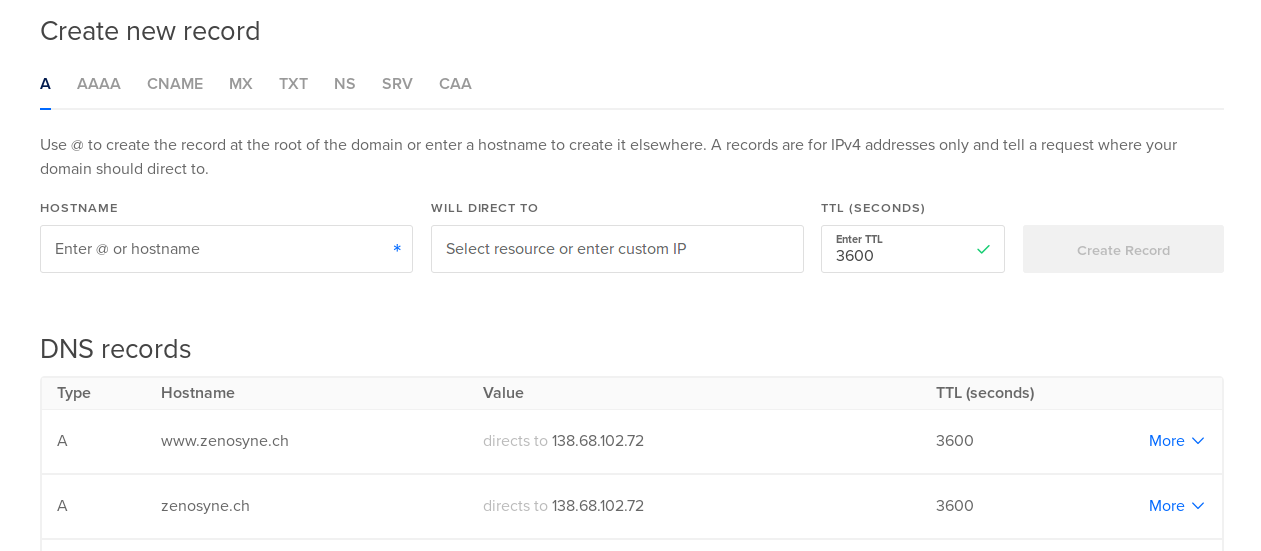 Create new record
A AAAA CNAME MX TXT NS SRV CAA
Use @ to create the record at the root of the domain or enter a hostname to create it elsewhere. A records are for IPv4 addresses only and tell a request where your
domain should direct to.
HOSTNAME WILL DIRECT TO TTL (SECONDS)
Enter @ or hostname * Select resource or enter custom IP Enter TTL 3600 Create Record
DNS records
Type Hostname Value TTL (seconds)
A www.zenosyne.ch directs to 138.68.102.72 3600 More
A zenosyne.ch directs to 138.68.102.72 3600 More